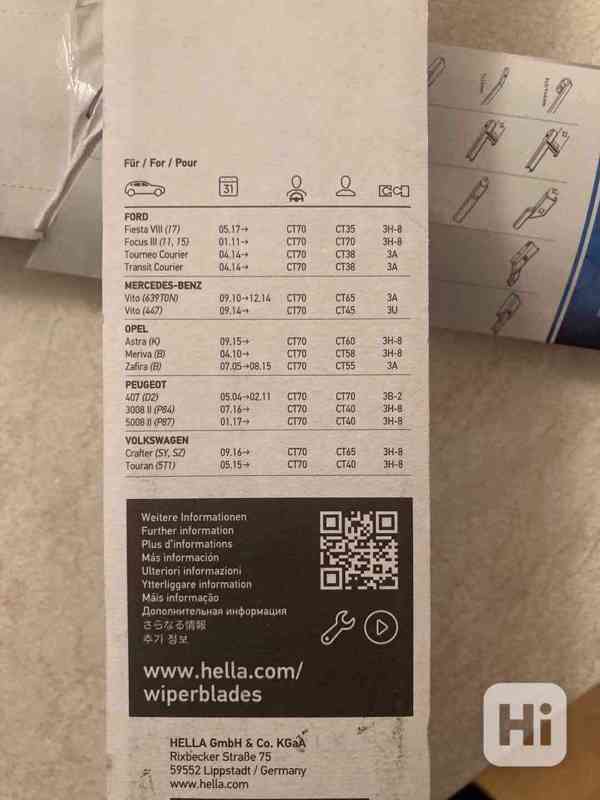 Für / For / Pour
31
FORD
Fiesta VIII (17) 05.17→ CT70 CT35 3H-8
Focus III (11, 15) 01.11→ CT70 CT70 3H-8
Tourneo Courier 04.14→ CT70 CT38 3A
Transit Courier 04.14→ CT70 CT38 3A
MERCEDES-BENZ
Vito (639TON) 09.10→12.14 CT70 CT65 3A
Vito (447) 09.14→ CT70 CT45 3U
OPEL
Astra (K) 09.15→ CT70 CT60 3H-8
Meriva (B) 04.10→ CT70 CT58 3H-8
Zafira (B) 07.05→08.15 CT70 CT55 3A
PEUGEOT
407 (D2) 05.04→02.11 CT70 CT70 3B-2
3008 II (P84) 07.16→ CT70 CT40 3H-8
5008 II (P87) 01.17→ CT70 CT40 3H-8
VOLKSWAGEN
Crafter (SY, SZ) 09.16→ CT70 CT65 3H-8
Touran (5T1) 05.15→ CT70 CT40 3H-8
Weitere Informationen
Further information
Plus d'informations
Más información
Ulteriori informazioni
Ytterliggare information
Máis informação
Дополнительная информация
さらなる情報
추가 정보
www.hella.com/
wiperblades
HELLA GmbH & Co. KGaA
Rixbecker Straße 75
59552 Lippstadt / Germany
www.hella.com
Hi